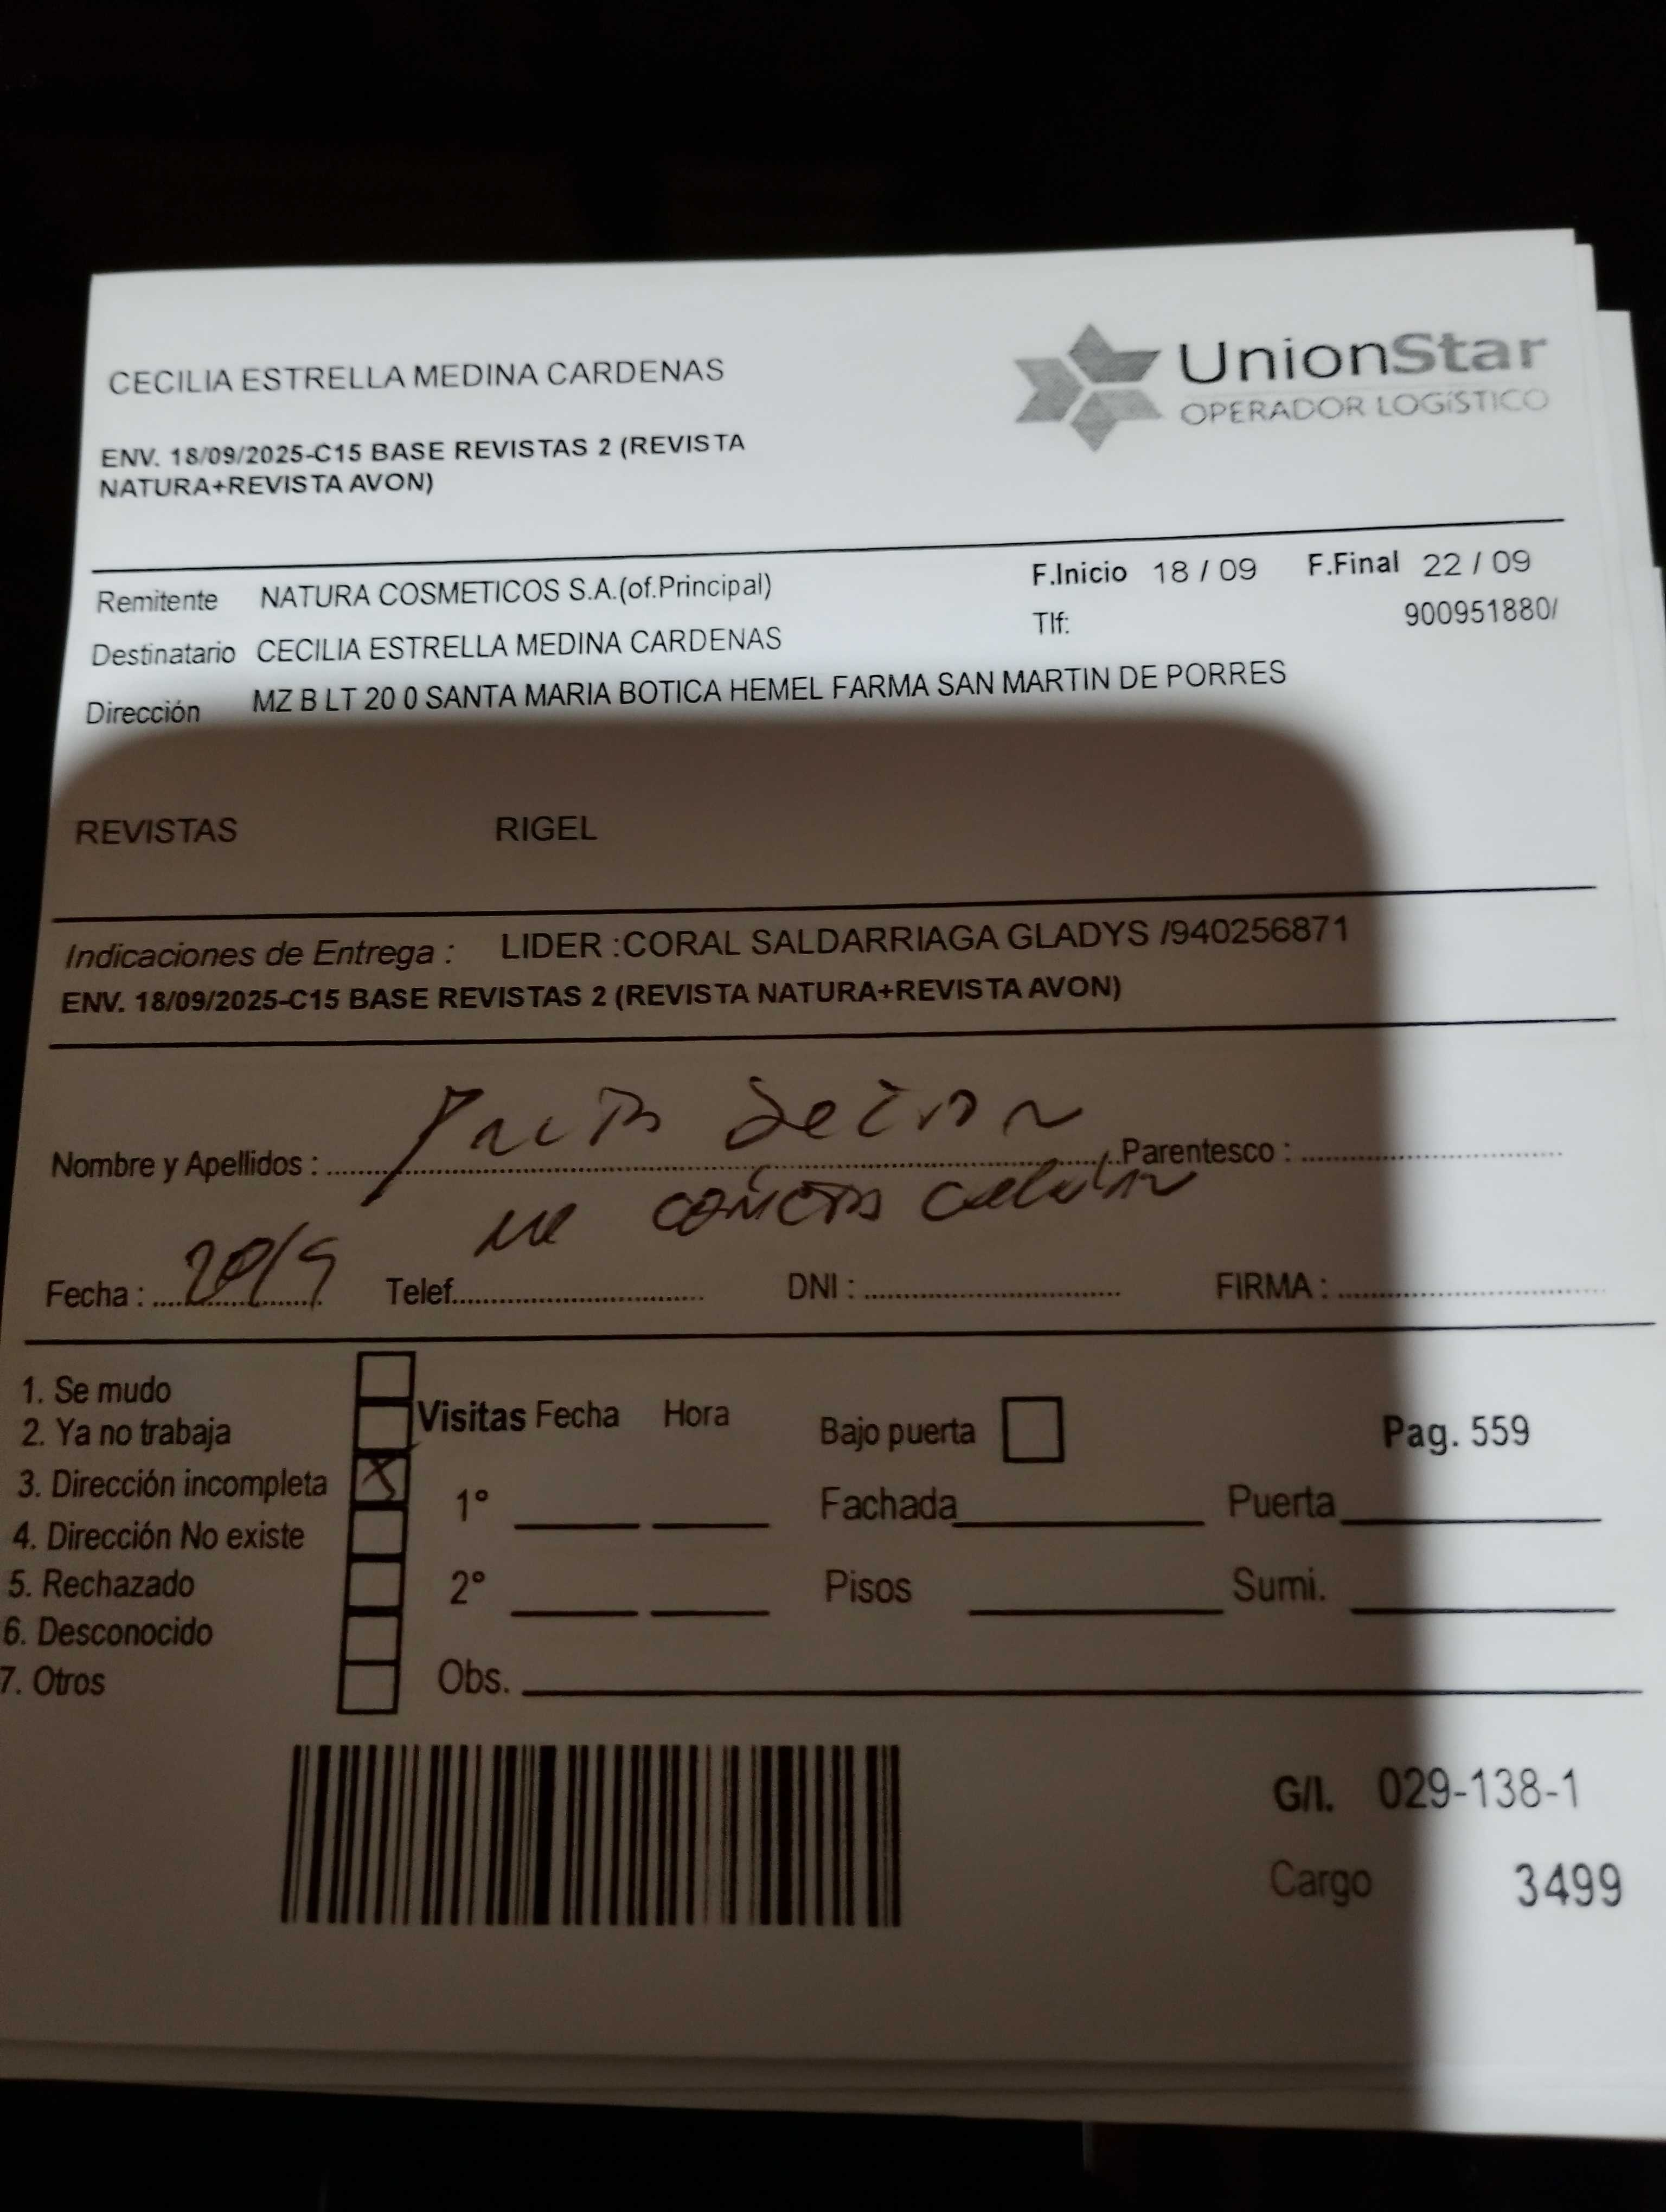 CECILIA ESTRELLA MEDINA CARDENAS
UnionStar
OPERADOR LOGÍSTICO
ENV. 18/09/2025-C15 BASE REVISTAS 2 (REVISTA
NATURA+REVISTA AVON)
Remitente NATURA COSMETICOS S.A.(of.Principal)
F.Inicio 18 / 09 F.Final 22 / 09
Destinatario CECILIA ESTRELLA MEDINA CARDENAS
Tlf: 900951880/
Dirección MZ B LT 20 0 SANTA MARIA BOTICA HEMEL FARMA SAN MARTIN DE PORRES
REVISTAS RIGEL
Indicaciones de Entrega : LIDER :CORAL SALDARRIAGA GLADYS /940256871
ENV. 18/09/2025-C15 BASE REVISTAS 2 (REVISTA NATURA+REVISTA AVON)
Nombre y Apellidos : Parentesco :
Fecha : 20/9 Telef. DNI : FIRMA :
1. Se mudo
2. Ya no trabaja
3. Dirección incompleta X
4. Dirección No existe
5. Rechazado
6. Desconocido
7. Otros
Visitas Fecha Hora
1°
2°
Obs.
Bajo puerta Pag. 559
Fachada Puerta
Pisos Sumi.
G/I. 029-138-1
Cargo 3499